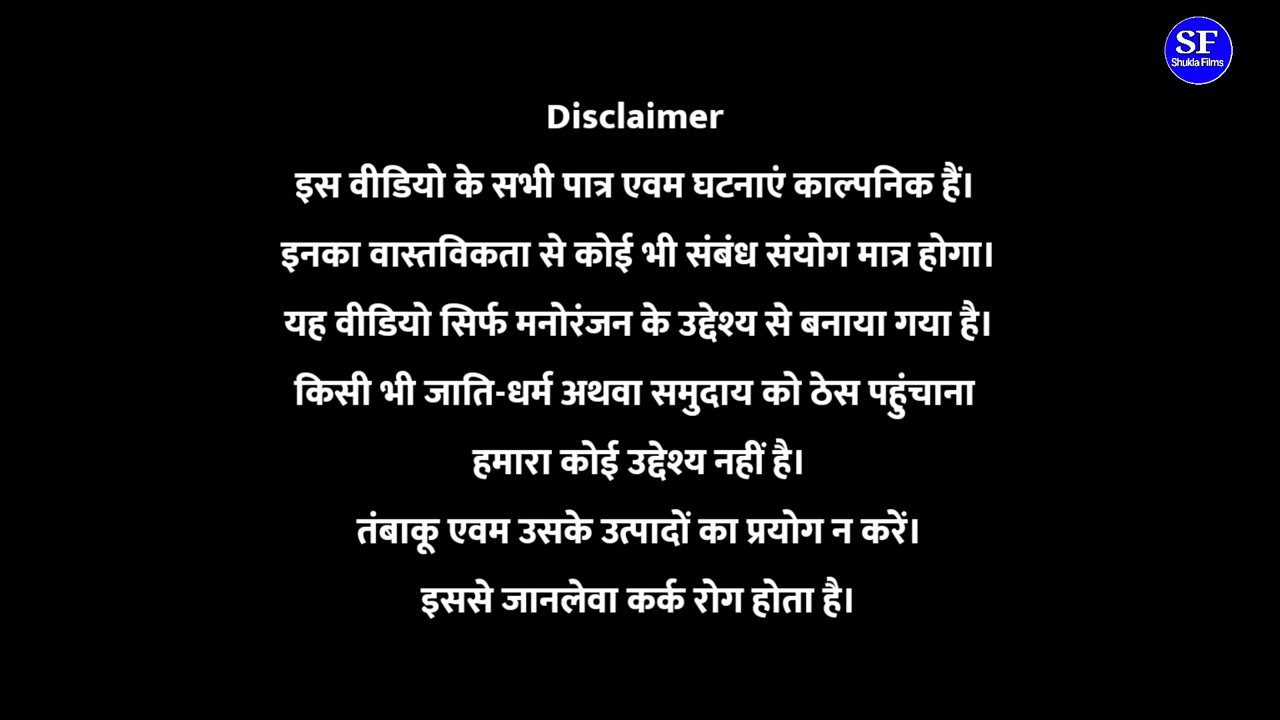 SF
Shukla Films
Disclaimer
इस वीडियो के सभी पात्र एवम घटनाएं काल्पनिक हैं।
इनका वास्तविकता से कोई भी संबंध संयोग मात्र होगा।
यह वीडियो सिर्फ मनोरंजन के उद्देश्य से बनाया गया है।
किसी भी जाति-धर्म अथवा समुदाय को ठेस पहुंचाना
हमारा कोई उद्देश्य नहीं है।
तंबाकू एवम उसके उत्पादों का प्रयोग न करें।
इससे जानलेवा कर्क रोग होता है।